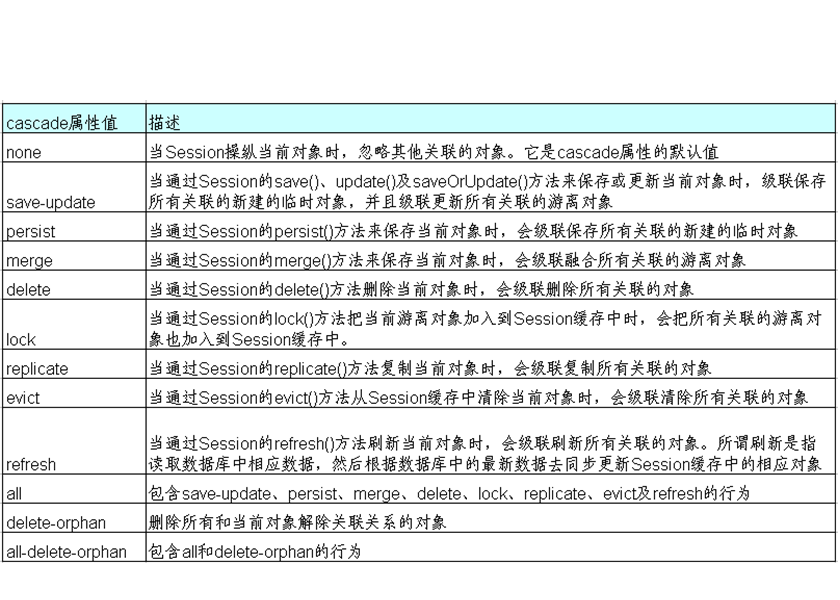 cascade属性值 描述
none 当Session操纵当前对象时，忽略其他关联的对象。它是cascade属性的默认值
当通过Session的save()、update()及saveOrUpdate()方法来保存或更新当前对象时，级联保存
save-update 所有关联的新建的临时对象，并且级联更新所有关联的游离对象
persist 当通过Session的persist()方法来保存当前对象时，会级联保存所有关联的新建的临时对象
merge 当通过Session的merge()方法来保存当前对象时，会级联融合所有关联的游离对象
delete 当通过Session的delete()方法删除当前对象时，会级联删除所有关联的对象
当通过Session的lock()方法把当前游离对象加入到Session缓存中时，会把所有关联的游离对
lock 象也加入到Session缓存中。
replicate 当通过Session的replicate()方法复制当前对象时，会级联复制所有关联的对象
evict 当通过Session的evict()方法从Session缓存中清除当前对象时，会级联清除所有关联的对象
当通过Session的refresh()方法刷新当前对象时，会级联刷新所有关联的对象。所谓刷新是指
refresh 读取数据库中相应数据，然后根据数据库中的最新数据去同步更新Session缓存中的相应对象
all 包含save-update、persist、merge、delete、lock、replicate、evict及refresh的行为
delete-orphan 删除所有和当前对象解除关联关系的对象
all-delete-orphan 包含all和delete-orphan的行为